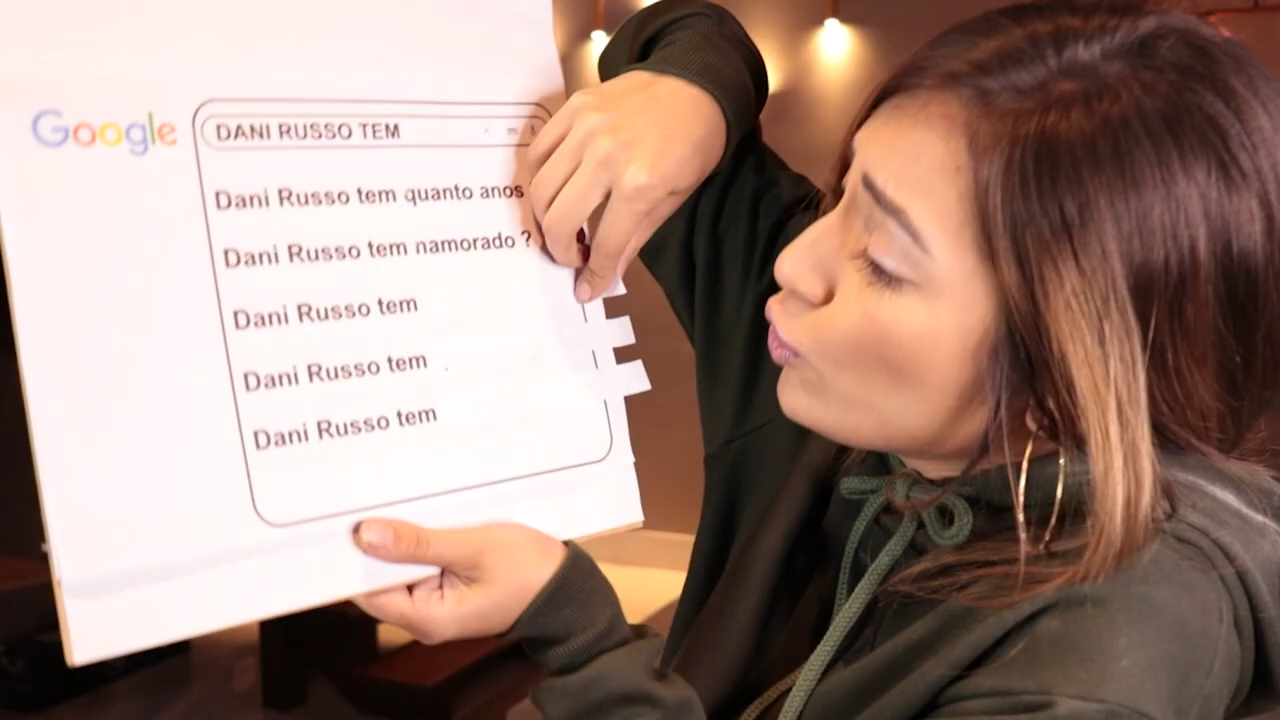 Google
DANI RUSSO TEM
Dani Russo tem quanto anos
Dani Russo tem namorado ?
Dani Russo tem
Dani Russo tem
Dani Russo tem